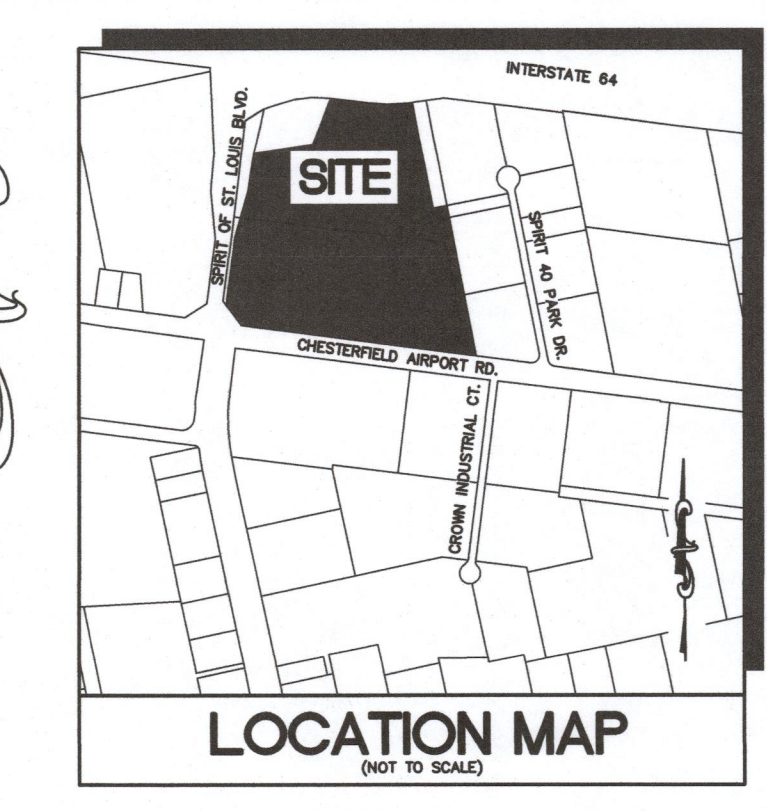 INTERSTATE 64
SPIRIT OF ST. LOUIS BLVD.
SITE
SPIRIT 40 PARK DR.
CHESTERFIELD AIRPORT RD.
CROWN INDUSTRIAL CT.
LOCATION MAP
(NOT TO SCALE)